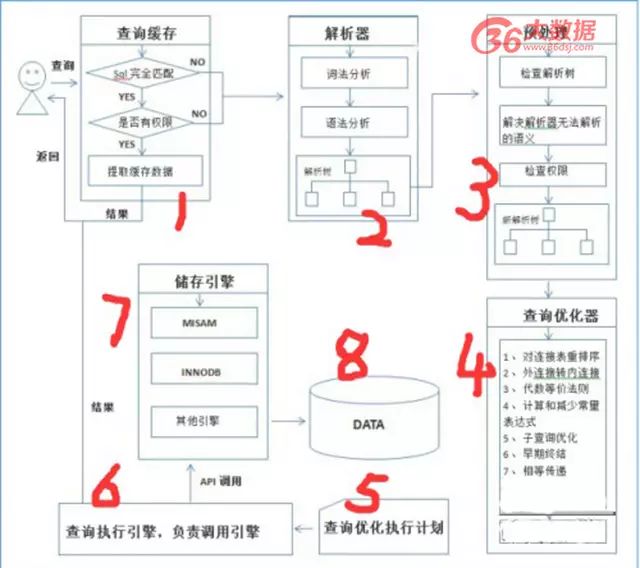 36大数据
www.36dsj.com
查询缓存
查询
Sql完全匹配
NO
YES
是否有权限
NO
YES
提取缓存数据
返回
结果
1
解析器
词法分析
语法分析
解析树
2
预处理
检查解析树
解决解析器无法解析
的语义
检查权限
新解析树
3
查询优化器
1、对连接表重排序
2、外连接转内连接
3、代数等价法则
4、计算和减少常量
表达式
5、子查询优化
6、早期终结
7、相等传递
4
储存引擎
MISAM
INNODB
其他引擎
7
8
DATA
结果
API 调用
6
查询执行引擎，负责调用引擎
5
查询优化执行计划